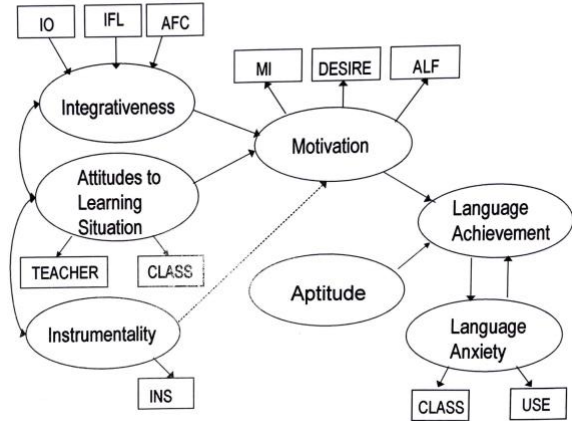 IO
IFL
AFC
MI
DESIRE
ALF
Integrativeness
Motivation
Attitudes to
Learning
Situation
Language
Achievement
TEACHER
CLASS
Aptitude
Instrumentality
Language
Anxiety
INS
CLASS
USE